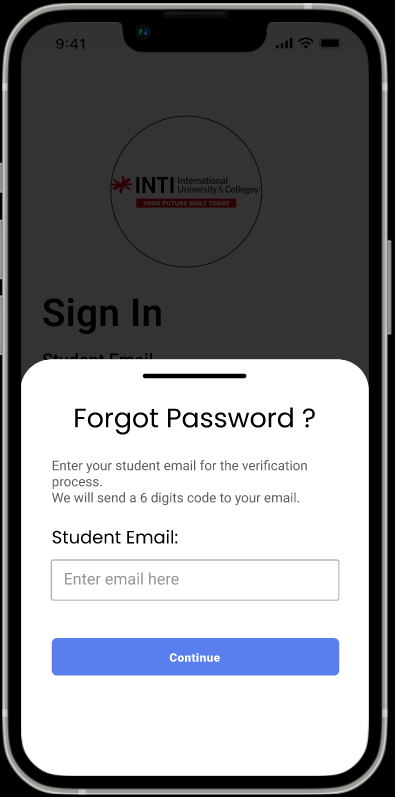 9:41
INTI International
University & Colleges
YOUR FUTURE BUILT TODAY
Sign In
Student Email
Forgot Password ?
Enter your student email for the verification
process.
We will send a 6 digits code to your email.
Student Email:
Enter email here
Continue